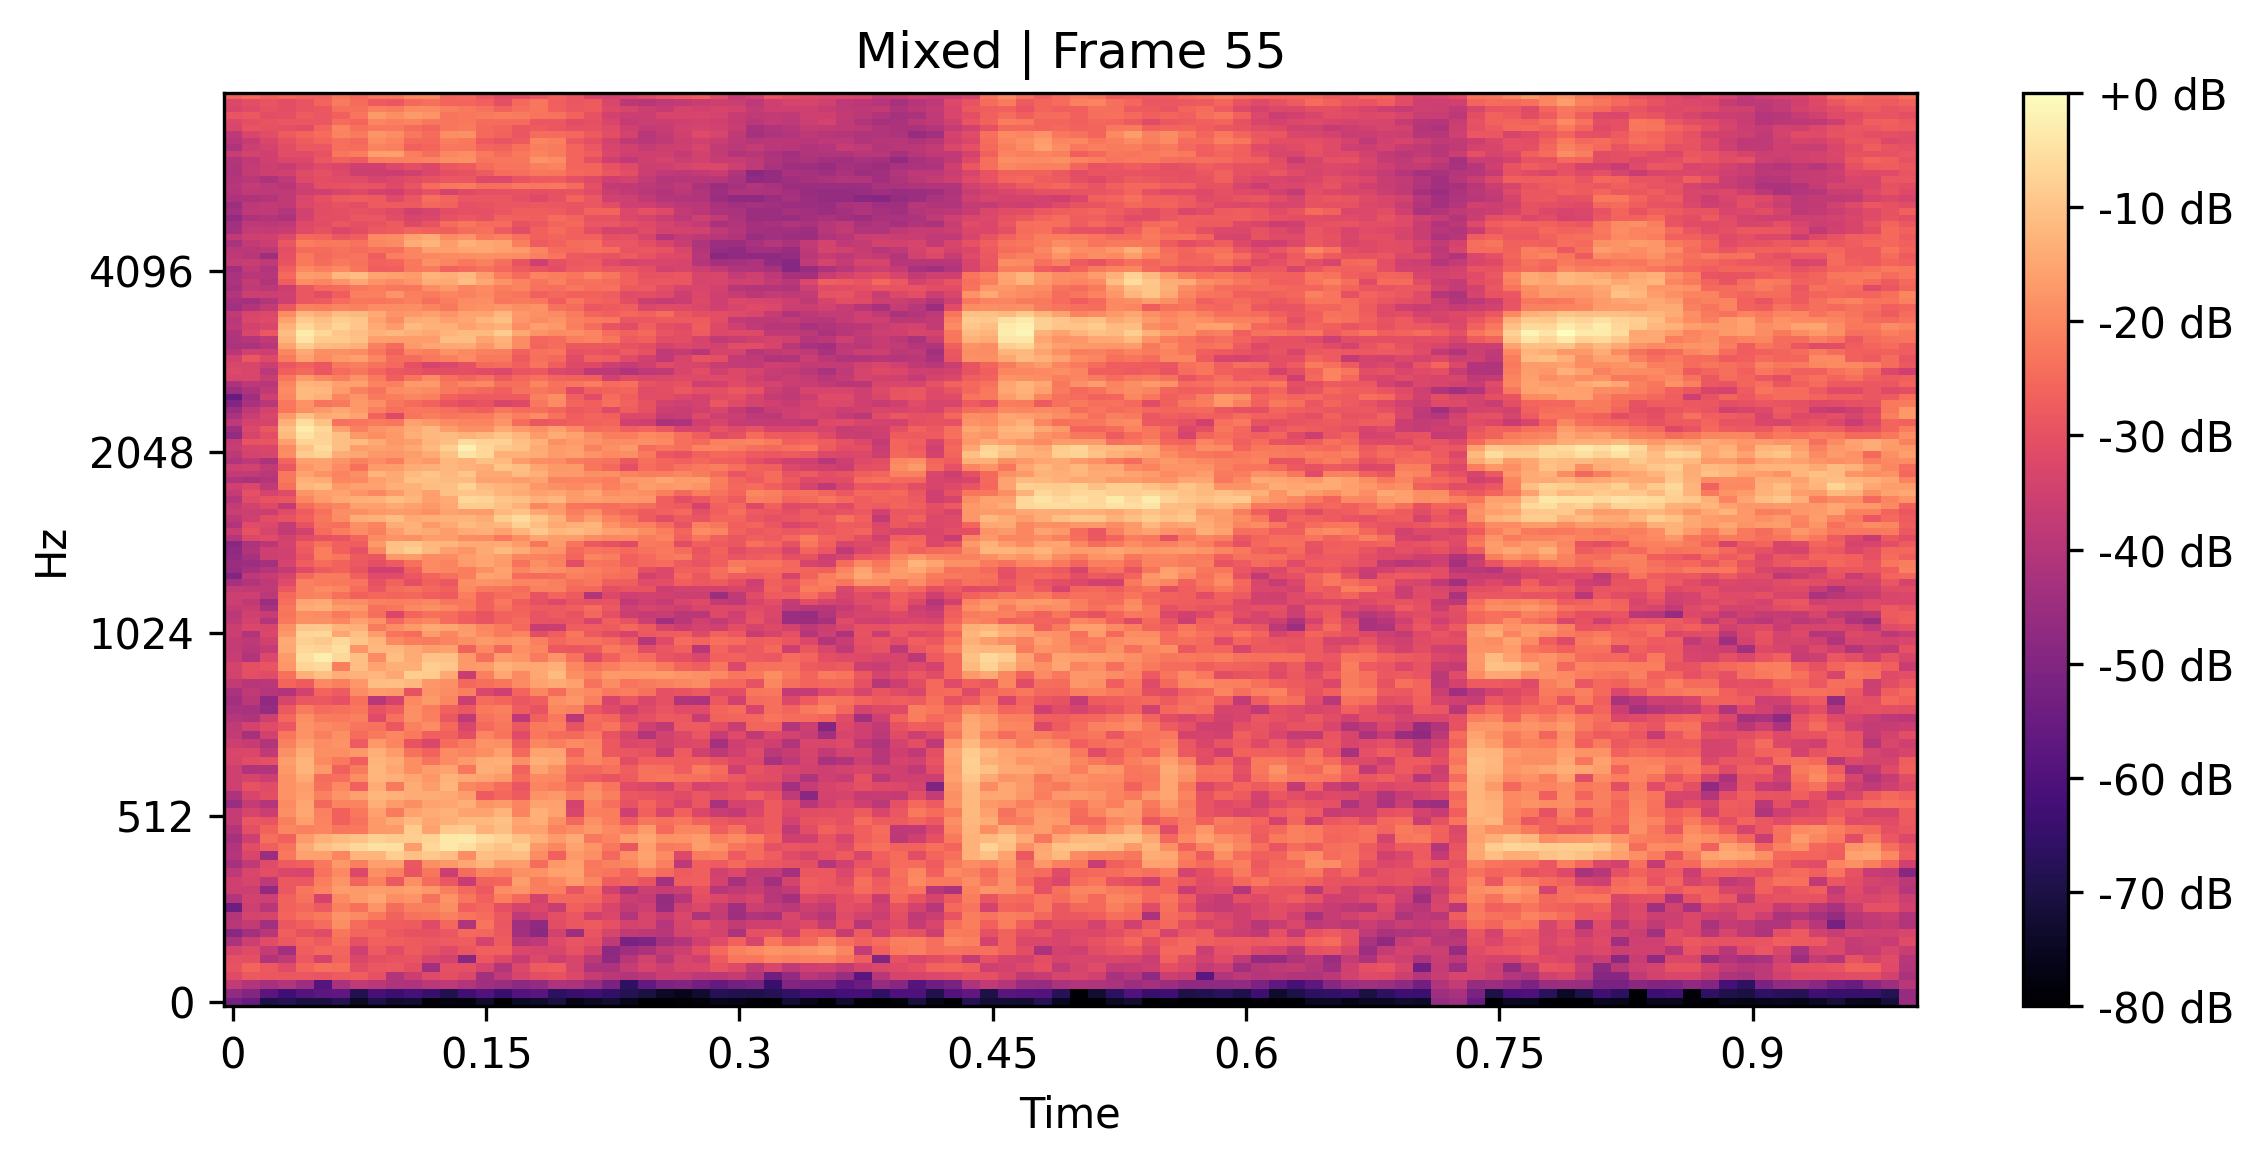 Mixed | Frame 55
+0 dB
-10 dB
-20 dB
-30 dB
-40 dB
-50 dB
-60 dB
-70 dB
-80 dB
Hz
4096
2048
1024
512
0
0 0.15 0.3 0.45 0.6 0.75 0.9
Time